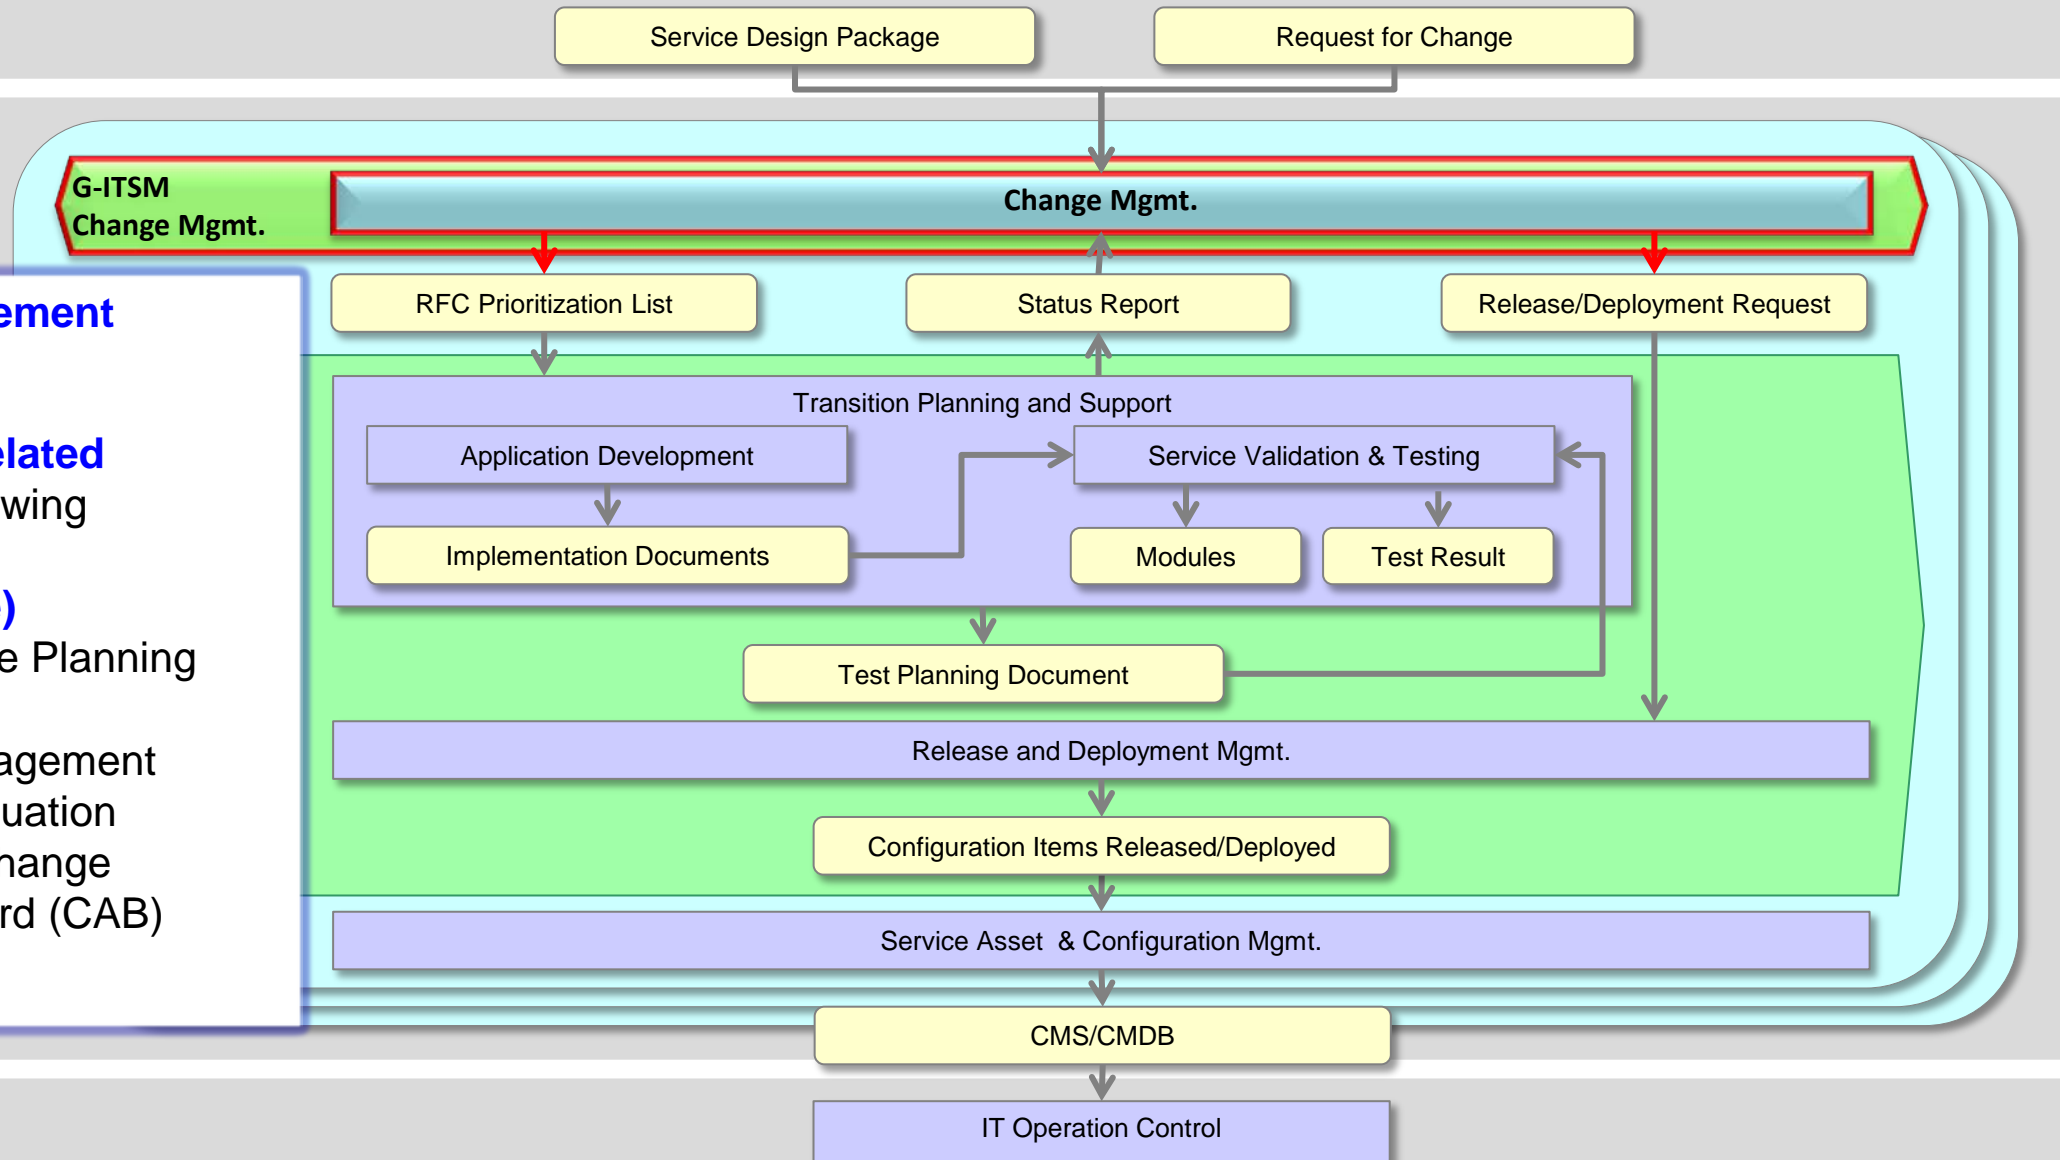 Service Design Package
Request for Change
G-ITSM
Change Mgmt.
Change Mgmt.
RFC Prioritization List
Status Report
Release/Deployment Request
ement
elated
wing
)
e Planning
agement
uation
hange
rd (CAB)
Transition Planning and Support
Application Development
Service Validation & Testing
Implementation Documents
Modules
Test Result
Test Planning Document
Release and Deployment Mgmt.
Configuration Items Released/Deployed
Service Asset & Configuration Mgmt.
CMS/CMDB
IT Operation Control